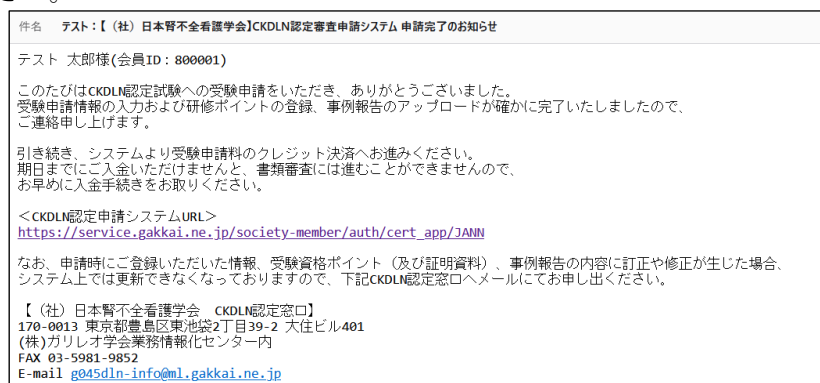 件名 テスト：【（社）日本腎不全看護学会】CKDLN認定審査申請システム 申請完了のお知らせ
テスト 太郎様(会員ID：800001)
このたびはCKDLN認定試験への受験申請をいただき、ありがとうございました。
受験申請情報の入力および研修ポイントの登録、事例報告のアップロードが確かに完了いたしましたので、
ご連絡申し上げます。
引き続き、システムより受験申請料のクレジット決済へお進みください。
期日までにご入金いただけませんと、書類審査には進むことができませんので、
お早めに入金手続きをお取りください。
＜CKDLN認定申請システムURL＞
https://service.gakkai.ne.jp/society-member/auth/cert_app/JANN
なお、申請時にご登録いただいた情報、受験資格ポイント（及び証明資料）、事例報告の内容に訂正や修正が生じた場合、
システム上では更新できなくなっておりますので、下記CKDLN認定窓口へメールにてお申し出ください。
【（社）日本腎不全看護学会　CKDLN認定窓口】
170-0013 東京都豊島区東池袋2丁目39-2 大住ビル401
(株)ガリレオ学会業務情報化センター内
FAX 03-5981-9852
E-mail g045dln-info@ml.gakkai.ne.jp